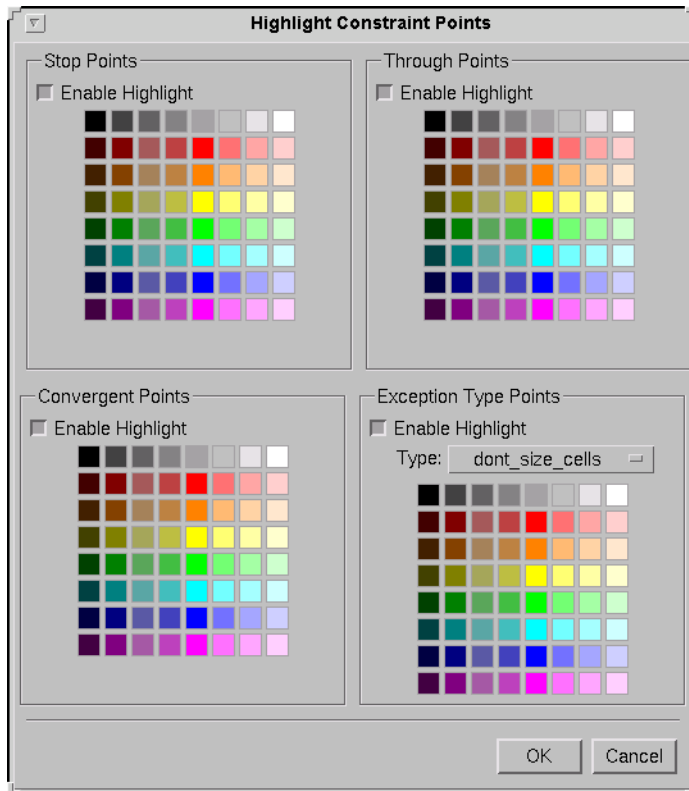 Highlight Constraint Points
Stop Points
Enable Highlight
Through Points
Enable Highlight
Convergent Points
Enable Highlight
Exception Type Points
Enable Highlight
Type: dont_size_cells
OK Cancel